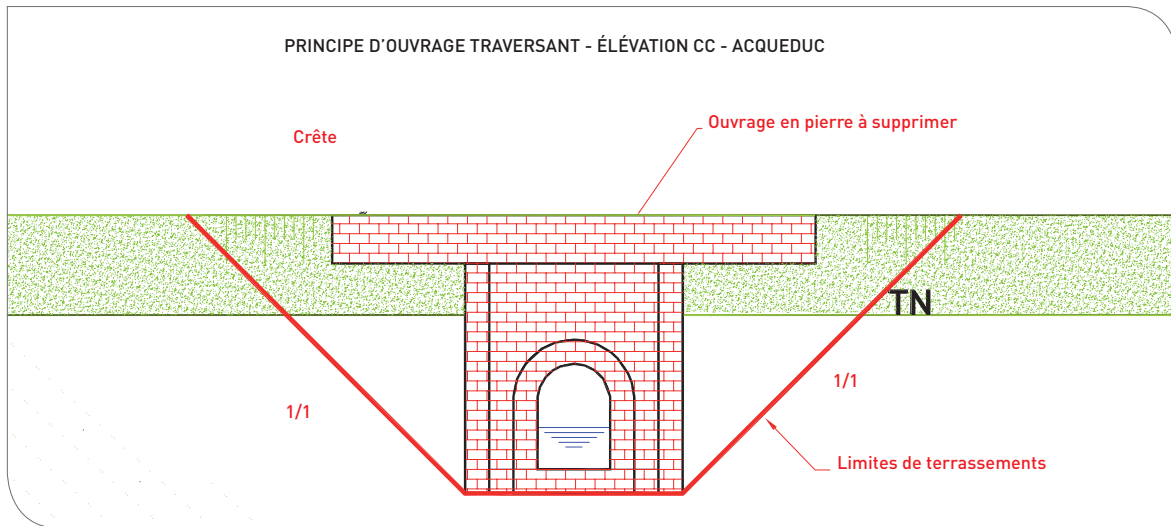 PRINCIPE D'OUVRAGE TRAVERSANT - ÉLÉVATION CC - ACQUEDUC
Ouvrage en pierre à supprimer
Crête
TN
1/1
1/1
Limites de terrassements